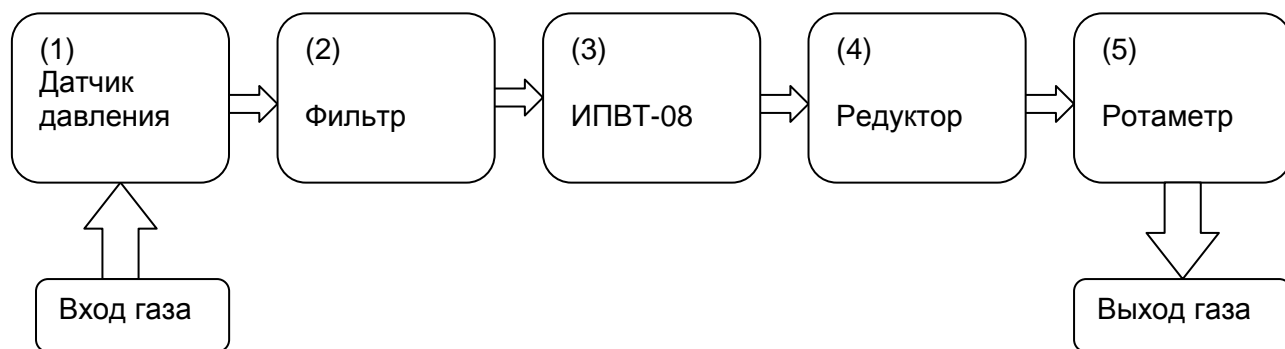 (1)
Датчик
давления
(2)
Фильтр
(3)
ИПВТ-08
(4)
Редуктор
(5)
Ротаметр
Вход газа
Выход газа